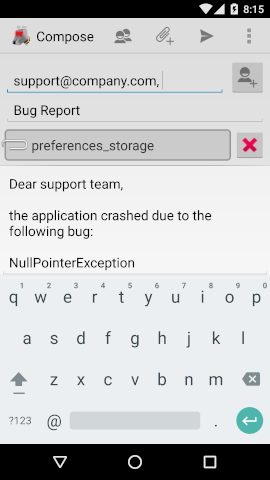 8:15
Compose
support@company.com,
Bug Report
preferences_storage
Dear support team,
the application crashed due to the
following bug:
NullPointerException
1 2 3 4 5 6 7 8 9 0
q w e r t y u i o p
a s d f g h j k l
z x c v b n m
?123 @ .